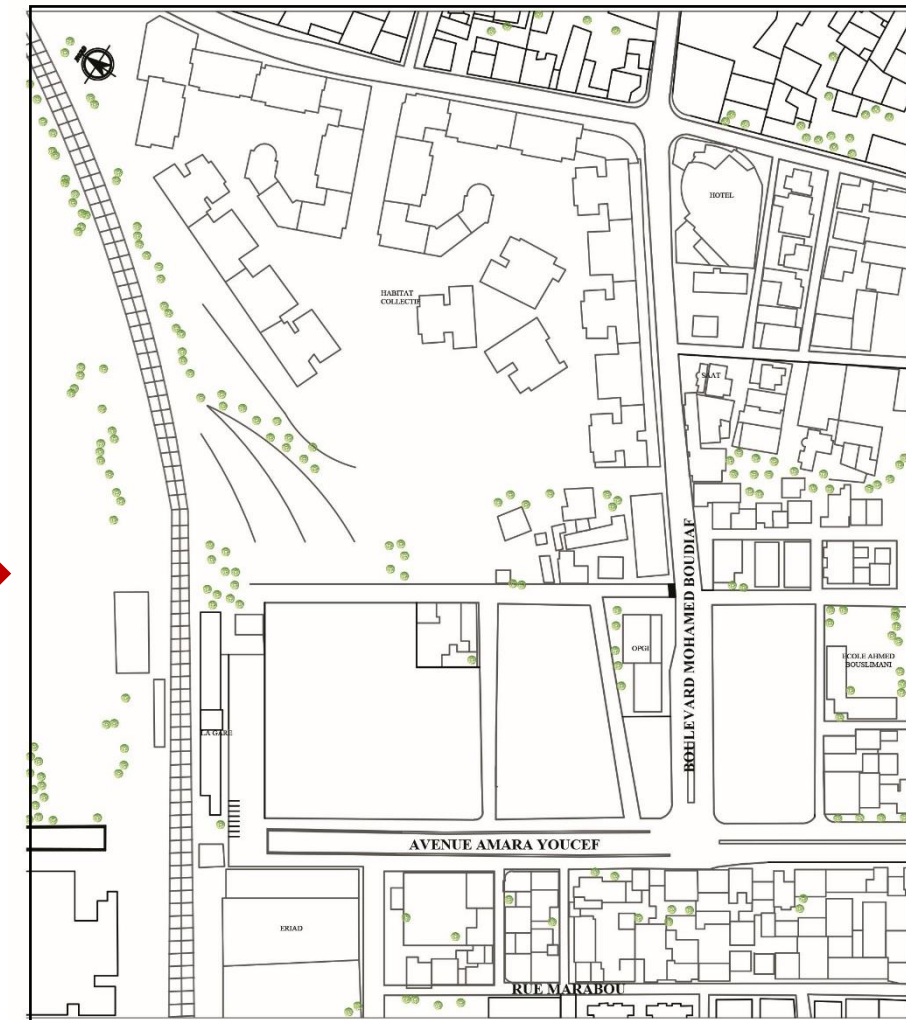 HOTEL
HABITAT
COLLECTIF
SAAT
BOULEVARD MOHAMED BOUDIAF
OPGI
ECOLE AHMED
BOUSLIMANI
LA GARE
AVENUE AMARA YOUCEF
ERIAD
RUE MARABOU